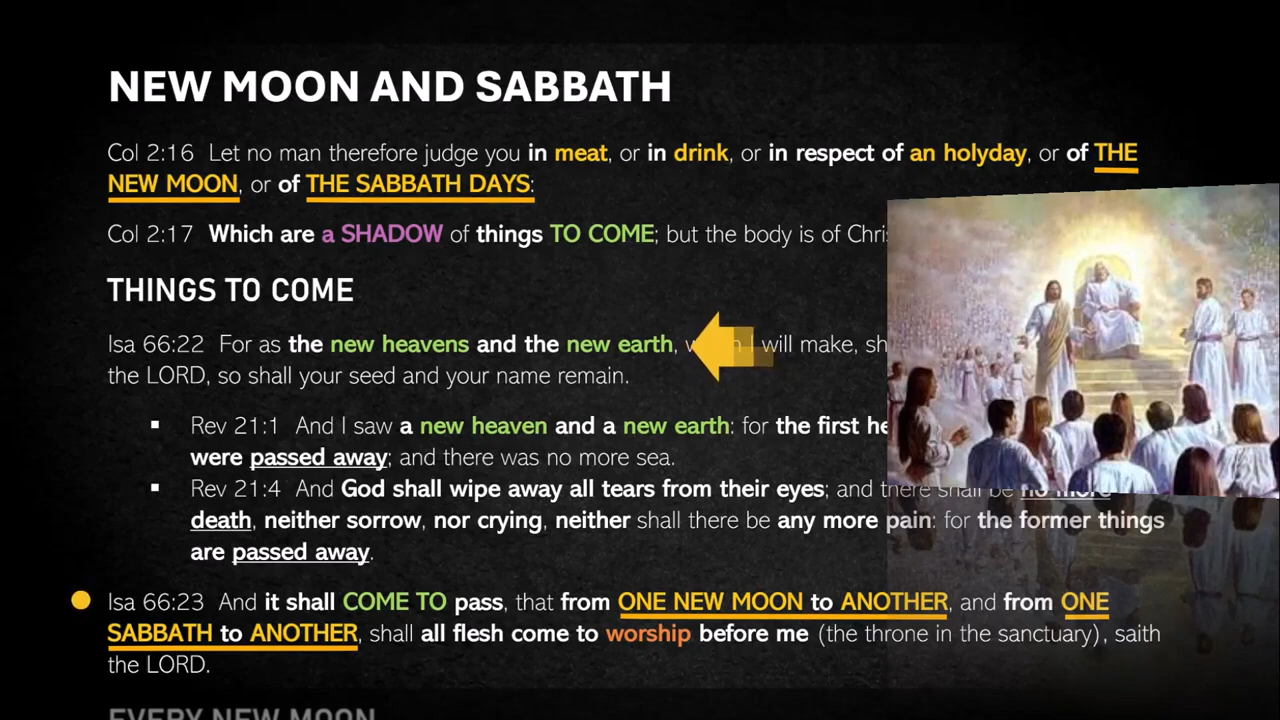 NEW MOON AND SABBATH
Col 2:16 Let no man therefore judge you in meat, or in drink, or in respect of an holyday, or of THE
NEW MOON, or of THE SABBATH DAYS:
Col 2:17 Which are a SHADOW of things TO COME; but the body is of
THINGS TO COME
Isa 66:22 For as the new heavens and the new earth, I will make,
the LORD, so shall your seed and your name remain.
▪ Rev 21:1 And I saw a new heaven and a new earth: for the first
were passed away; and there was no more sea.
▪ Rev 21:4 And God shall wipe away all tears from their eyes; and there shall be no more
death, neither sorrow, nor crying, neither shall there be any more pain: for the former things
are passed away.
Isa 66:23 And it shall COME TO pass, that from ONE NEW MOON to ANOTHER, and from ONE
SABBATH to ANOTHER, shall all flesh come to worship before me (the throne in the sanctuary), saith
the LORD.
EVERY NEW MOON